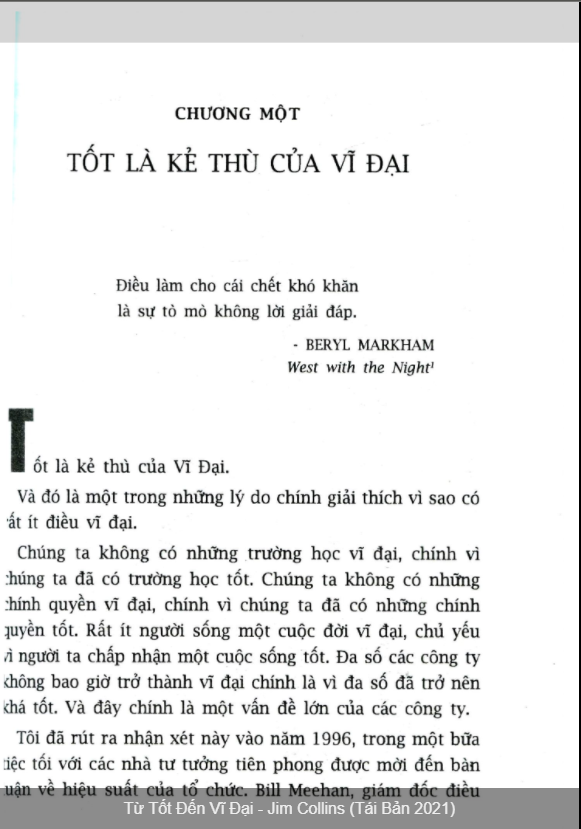 CHƯƠNG MỘT
TỐT LÀ KẺ THÙ CỦA VĨ ĐẠI
Điều làm cho cái chết khó khăn
là sự tò mò không lời giải đáp.
- BERYL MARKHAM
West with the Night¹
Tốt là kẻ thù của Vĩ Đại.
Và đó là một trong những lý do chính giải thích vì sao có
rất ít điều vĩ đại.
Chúng ta không có những trường học vĩ đại, chính vì
chúng ta đã có trường học tốt. Chúng ta không có những
chính quyền vĩ đại, chính vì chúng ta đã có những chính
quyền tốt. Rất ít người sống một cuộc đời vĩ đại, chủ yếu
vì người ta chấp nhận một cuộc sống tốt. Đa số các công ty
không bao giờ trở thành vĩ đại chính là vì đa số đã trở nên
khá tốt. Và đây chính là một vấn đề lớn của các công ty.
Tôi đã rút ra nhận xét này vào năm 1996, trong một bữa
tiệc tối với các nhà tư tưởng tiên phong được mời đến bàn
luận về hiệu suất của tổ chức. Bill Meehan, giám đốc điều
Từ Tốt Đến Vĩ Đại - Jim Collins (Tái Bản 2021)